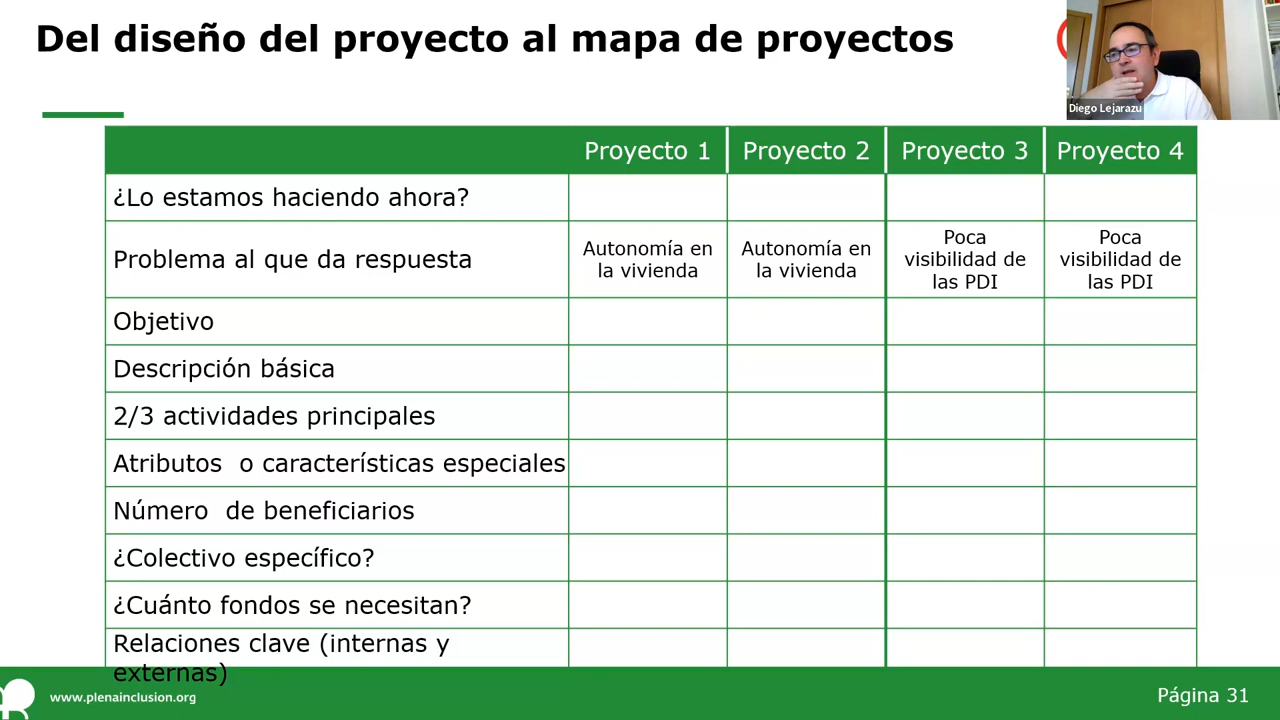 Del diseño del proyecto al mapa de proyectos
Diego Lejarazu
Proyecto 1 Proyecto 2 Proyecto 3 Proyecto 4
¿Lo estamos haciendo ahora?
Problema al que da respuesta
Autonomía en
la vivienda
Autonomía en
la vivienda
Poca
visibilidad de
las PDI
Poca
visibilidad de
las PDI
Objetivo
Descripción básica
2/3 actividades principales
Atributos  o características especiales
Número  de beneficiarios
¿Colectivo específico?
¿Cuánto fondos se necesitan?
Relaciones clave (internas y
externas)
www.plenainclusion.org
Página 31